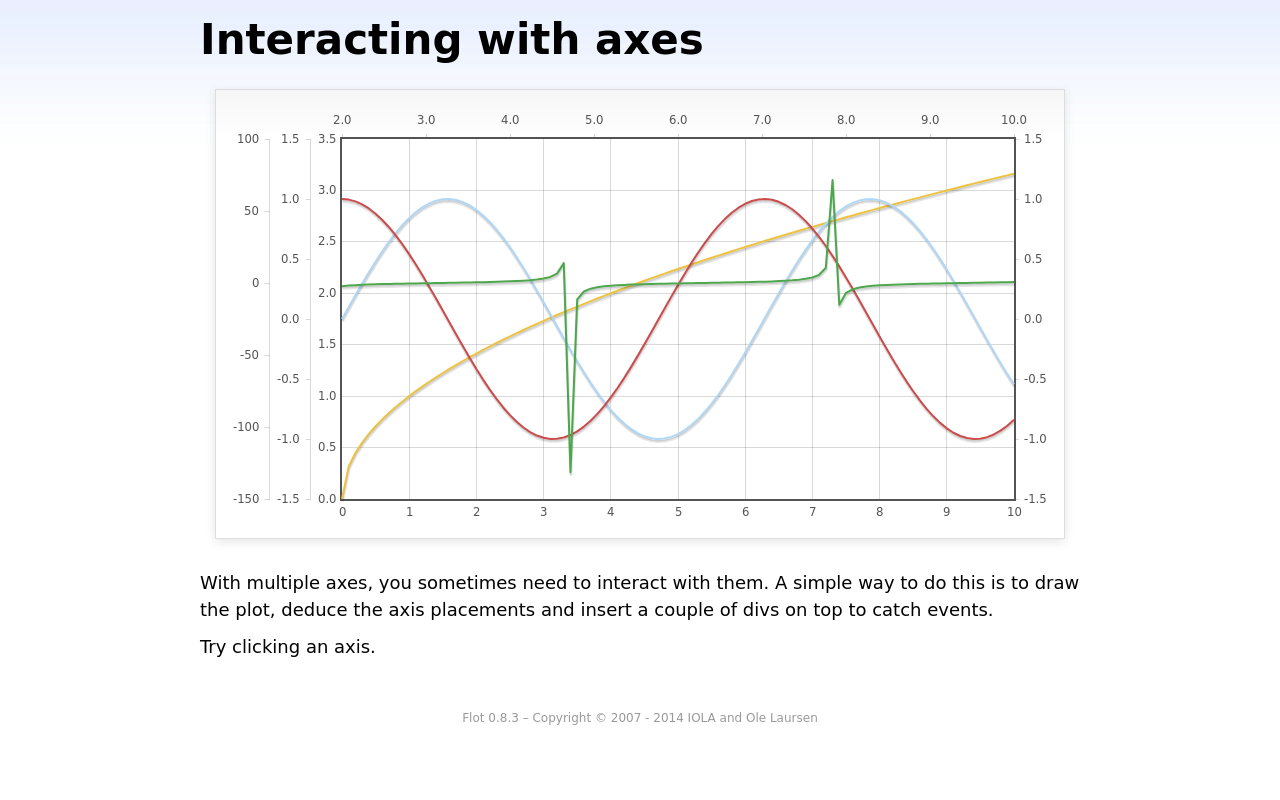 Interacting with axes
2.0 3.0 4.0 5.0 6.0 7.0 8.0 9.0 10.0
100 1.5 3.5 1.5
3.0
50 1.0 1.0
2.5
0 0.5 0.5
2.0
0.0 0.0
1.5
-50 -0.5 -0.5
1.0
-100 -1.0 -1.0
0.5
-150 -1.5 0.0 -1.5
0 1 2 3 4 5 6 7 8 9 10
With multiple axes, you sometimes need to interact with them. A simple way to do this is to draw
the plot, deduce the axis placements and insert a couple of divs on top to catch events.
Try clicking an axis.
Flot 0.8.3 – Copyright © 2007 - 2014 IOLA and Ole Laursen